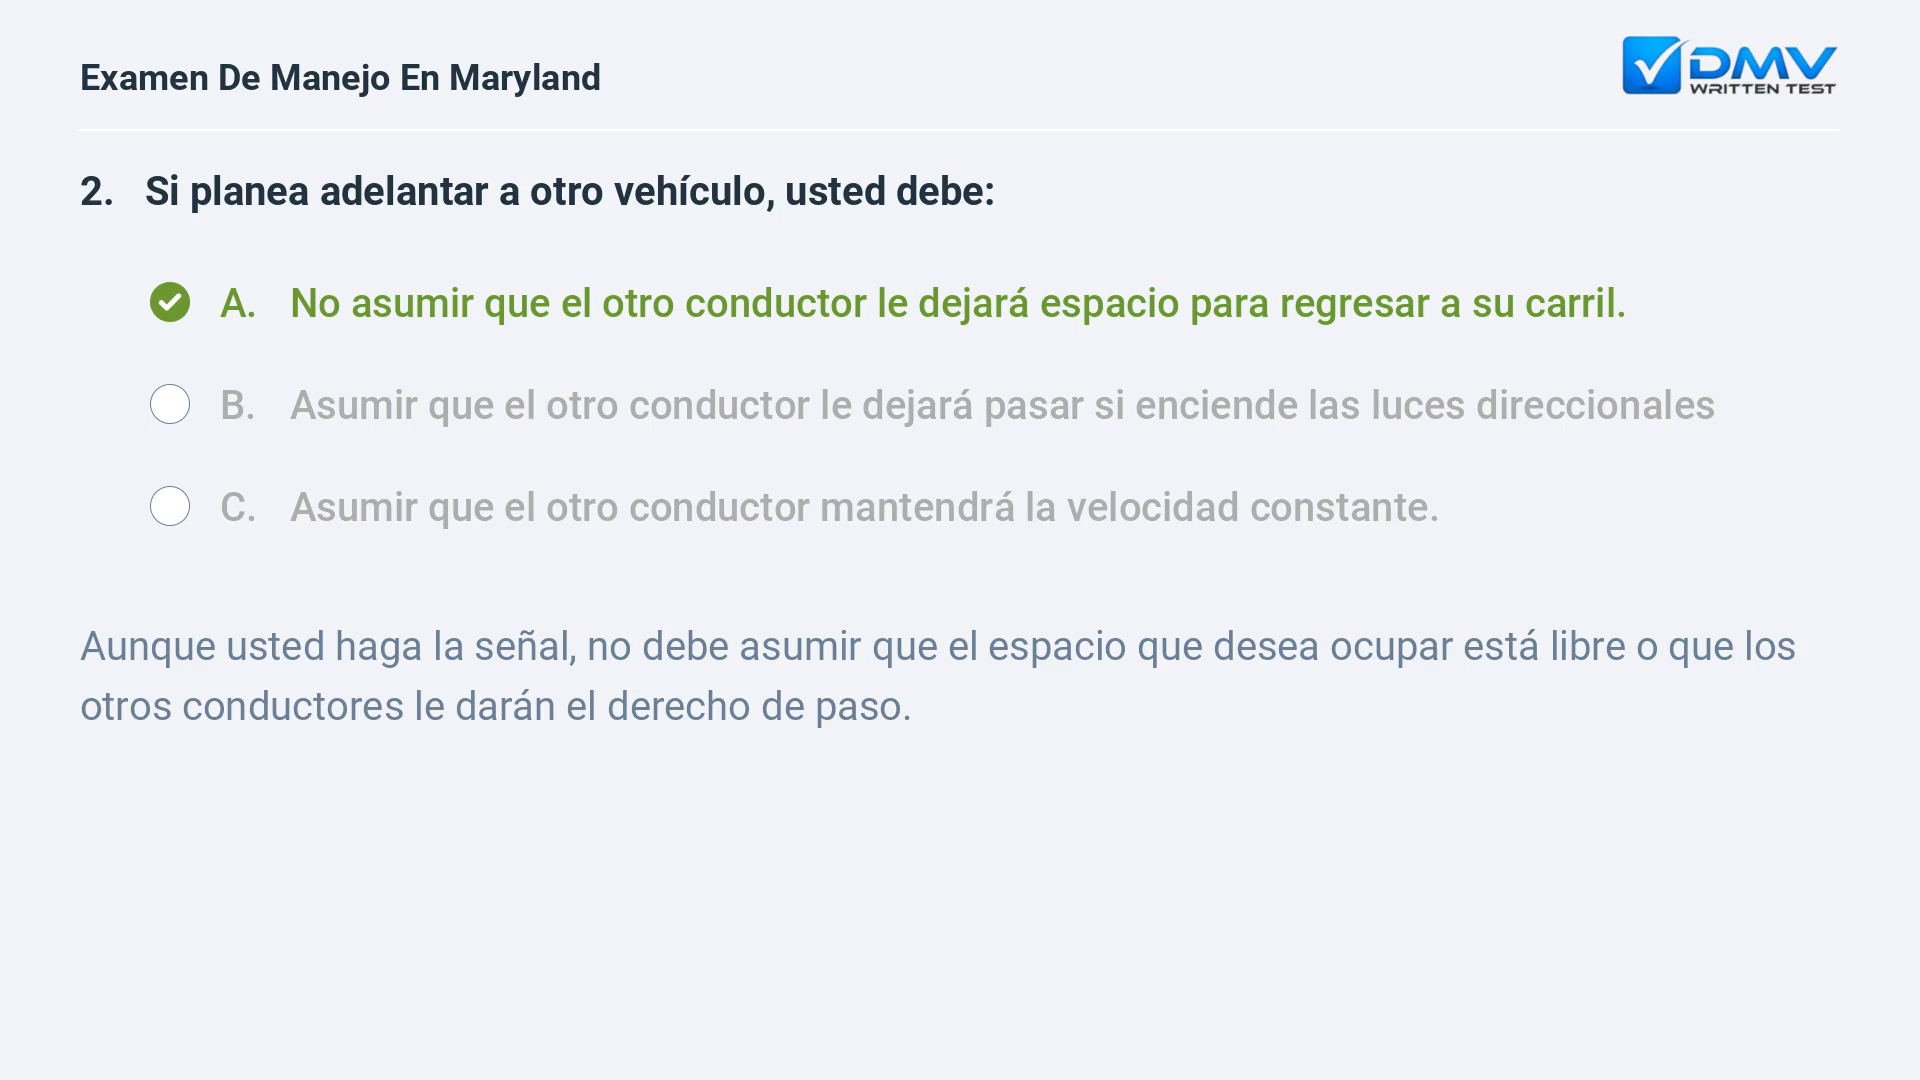 Examen De Manejo En Maryland
DMV
WRITTEN TEST
2. Si planea adelantar a otro vehículo, usted debe:
A. No asumir que el otro conductor le dejará espacio para regresar a su carril.
B. Asumir que el otro conductor le dejará pasar si enciende las luces direccionales
C. Asumir que el otro conductor mantendrá la velocidad constante.
Aunque usted haga la señal, no debe asumir que el espacio que desea ocupar está libre o que los
otros conductores le darán el derecho de paso.